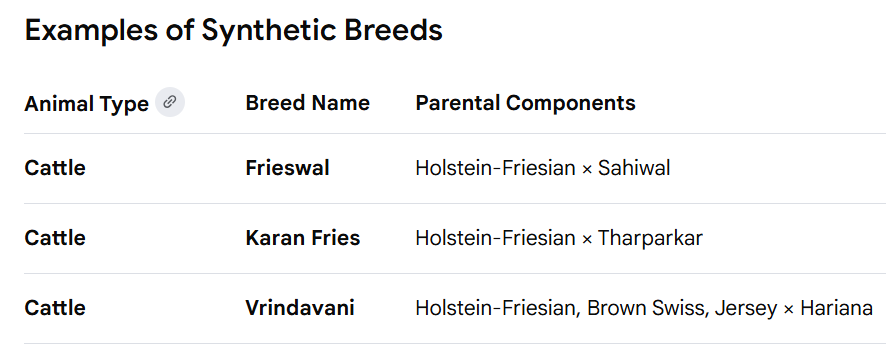 Examples of Synthetic Breeds
Animal Type Breed Name Parental Components
Cattle Frieswal Holstein-Friesian × Sahiwal
Cattle Karan Fries Holstein-Friesian × Tharparkar
Cattle Vrindavani Holstein-Friesian, Brown Swiss, Jersey × Hariana